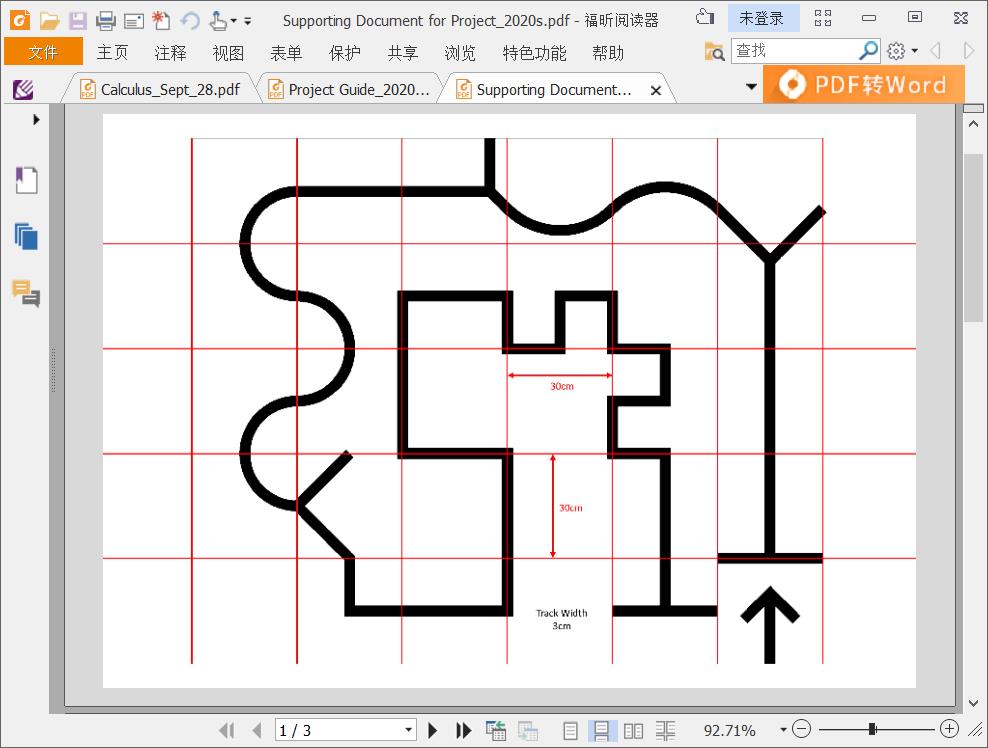 Supporting Document for Project_2020s.pdf - 福昕阅读器
未登录
文件 主页 注释 视图 表单 保护 共享 浏览 特色功能 帮助
查找
Calculus_Sept_28.pdf
Project Guide_2020...
Supporting Document...
PDF转Word
30cm
30cm
Track Width
3cm
1 / 3
92.71%